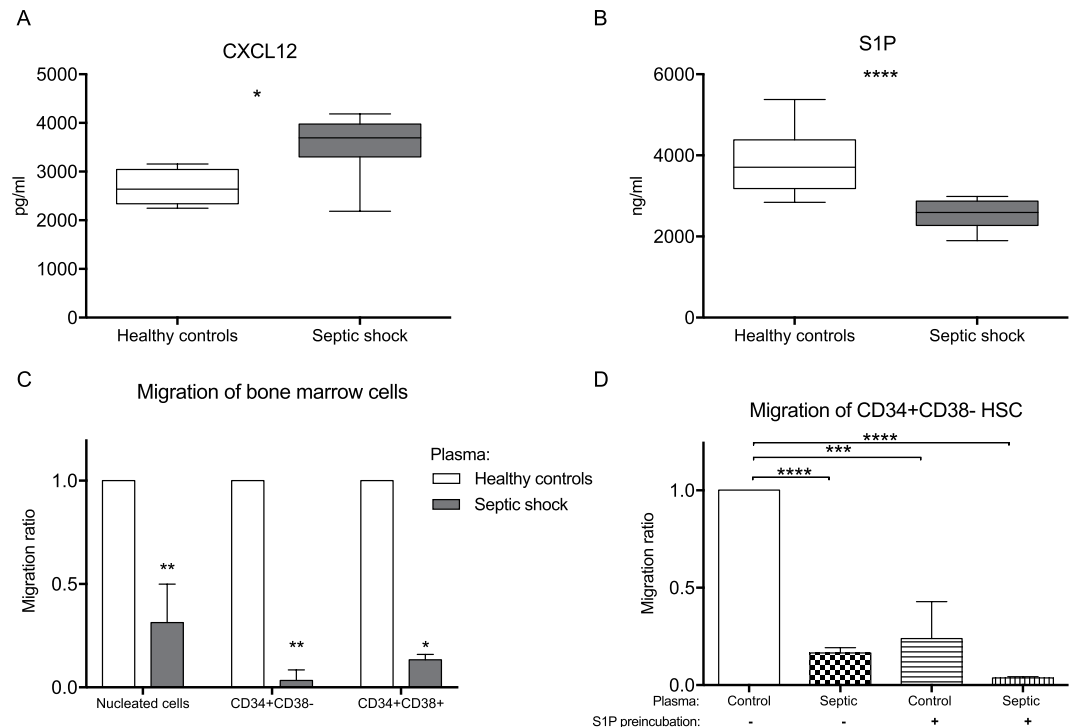 A
CXCL12
5000
4000
3000
2000
1000
0
pg/ml
*
Healthy controls
Septic shock
B
S1P
6000
4000
2000
0
ng/ml
****
Healthy controls
Septic shock
C
Migration of bone marrow cells
1.0
0.5
0.0
Migration ratio
**
**
*
Nucleated cells
CD34+CD38-
CD34+CD38+
Plasma:
Healthy controls
Septic shock
D
Migration of CD34+CD38- HSC
****
***
****
1.0
0.5
0.0
Migration ratio
Plasma: Control Septic Control Septic
S1P preincubation: - - + +